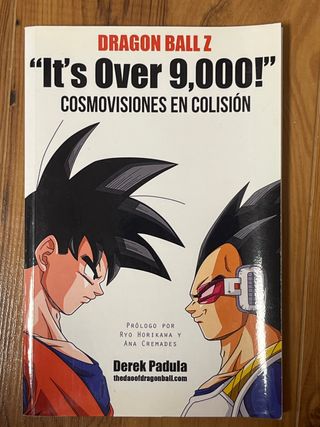 DRAGON BALL Z
"It's Over 9,000!"
COSMOVISIONES EN COLISIÓN
PRÓLOGO POR
RYO HORIKAWA Y
ANA CREMADES
Derek Padula
thedaoofdragonball.com